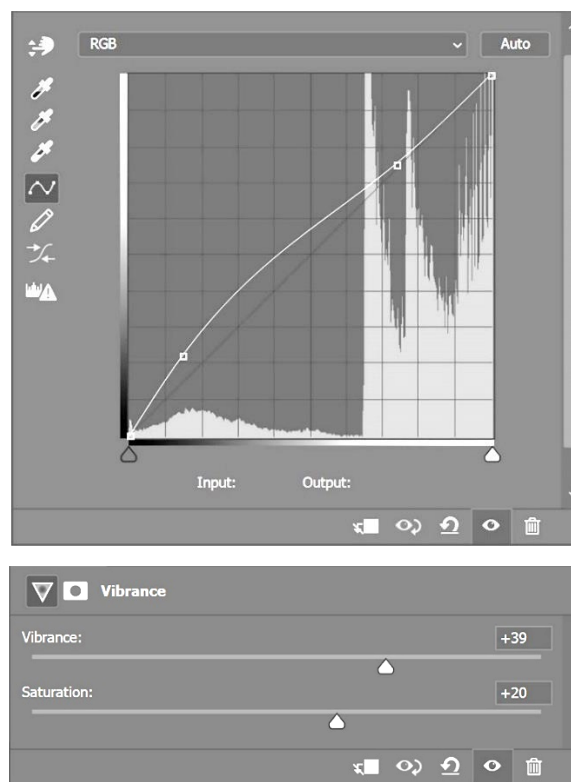 RGB Auto
Input: Output:
Vibrance
Vibrance: +39
Saturation: +20